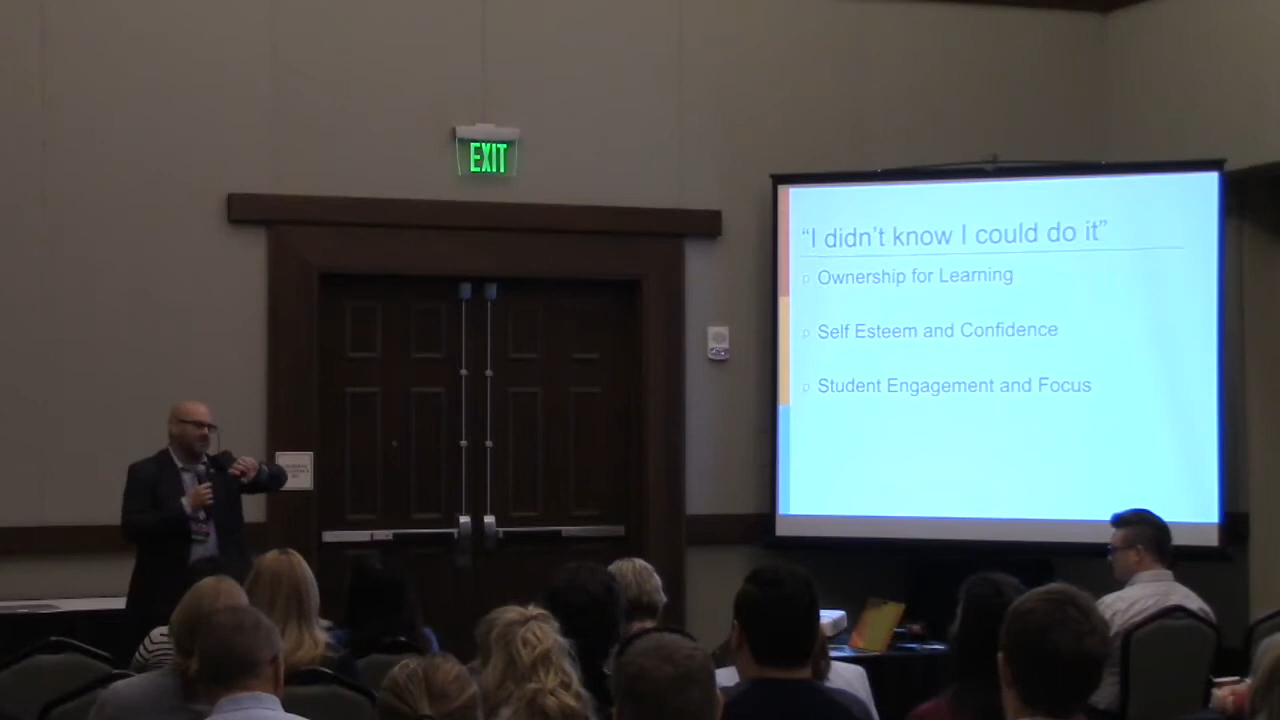 EXIT
“I didn't know I could do it”
Ownership for Learning
Self Esteem and Confidence
Student Engagement and Focus